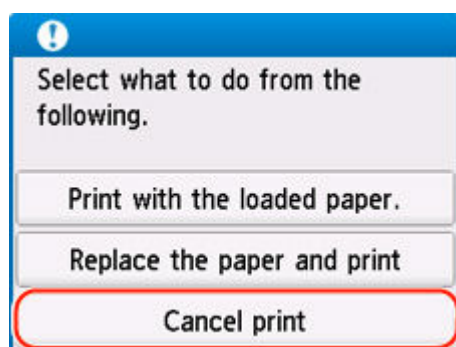 Select what to do from the
following.
Print with the loaded paper.
Replace the paper and print
Cancel print